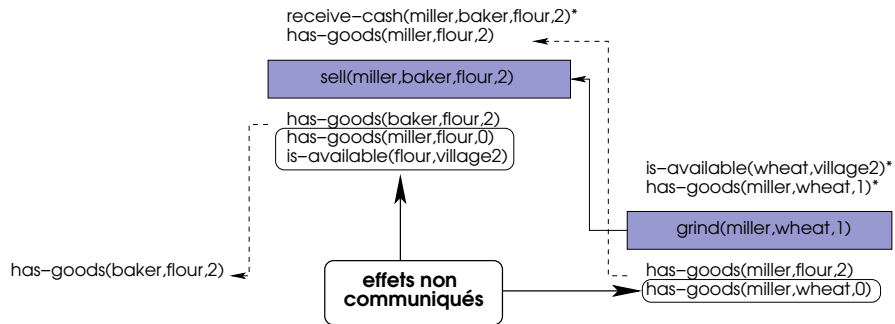 receive-cash(miller,baker,flour,2)*
has-goods(miller,flour,2)
sell(miller,baker,flour,2)
has-goods(baker,flour,2)
has-goods(miller,flour,0)
is-available(flour,village2)
is-available(wheat,village2)*
has-goods(miller,wheat,1)*
grind(miller,wheat,1)
has-goods(baker,flour,2)
effets non
communiqués
has-goods(miller,flour,2)
has-goods(miller,wheat,0)